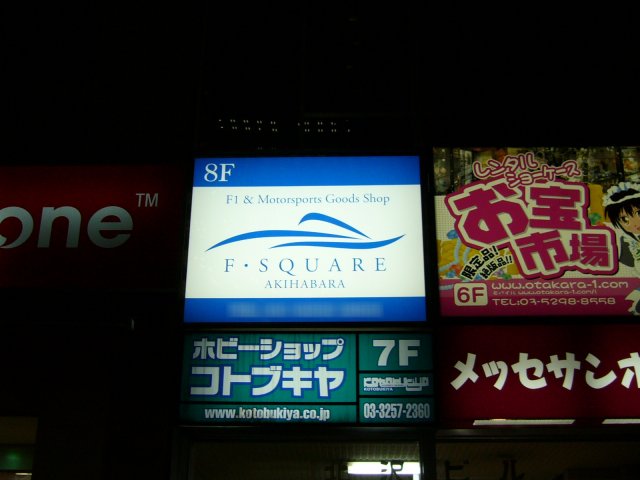 one™
8F
F1 & Motorsports Goods Shop
F・SQUARE
AKIHABARA
レンタル
ショーケース
お宝
市場
限定品!!
絶版品!!
6F
www.otakara-1.com
TEL:03-5298-8558
ホビーショップ
コトブキヤ
www.kotobukiya.co.jp
7F
KOTOBUKIYA
03-3257-2360
メッセサン